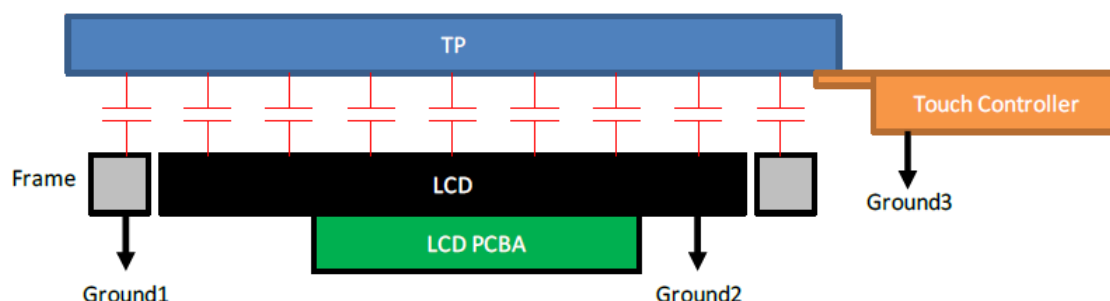 TP
Touch Controller
Frame
LCD
Ground3
LCD PCBA
Ground1
Ground2